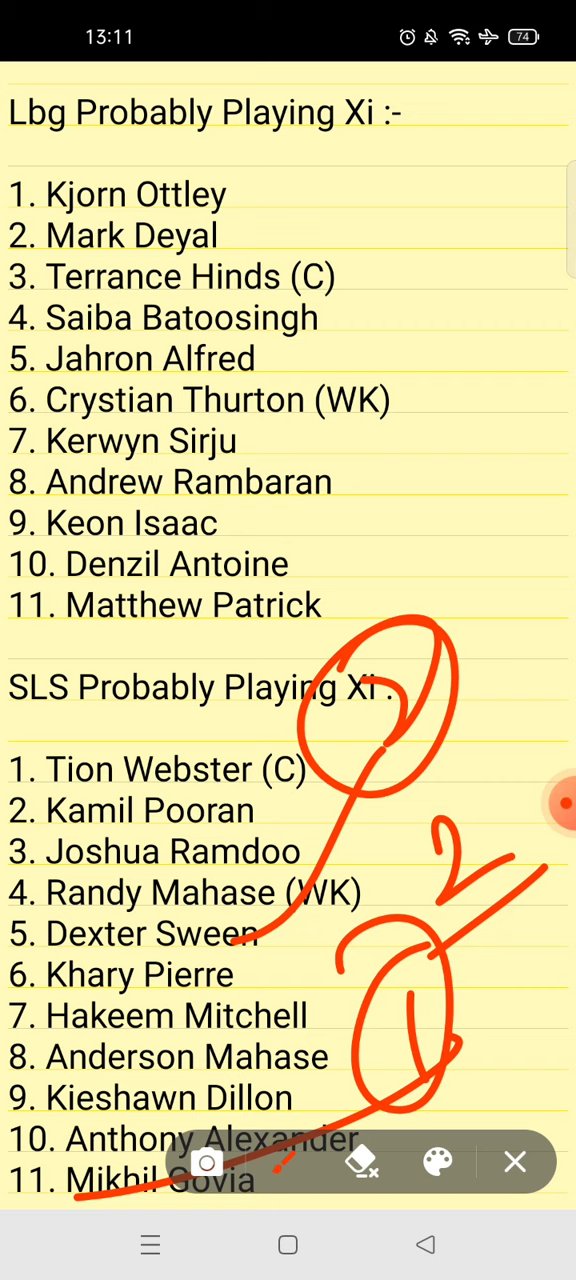 13:11
74
Lbg Probably Playing Xi :-
1. Kjorn Ottley
2. Mark Deyal
3. Terrance Hinds (C)
4. Saiba Batoosingh
5. Jahron Alfred
6. Crystian Thurton (WK)
7. Kerwyn Sirju
8. Andrew Rambaran
9. Keon Isaac
10. Denzil Antoine
11. Matthew Patrick
SLS Probably Playing Xi :
2
1. Tion Webster (C)
2. Kamil Pooran
3. Joshua Ramdoo
2
4. Randy Mahase (WK)
5. Dexter Sween
6. Khary Pierre
7. Hakeem Mitchell
1
8. Anderson Mahase
9. Kieshawn Dillon
10. Anthony Alexander
11. Mikhil Govia